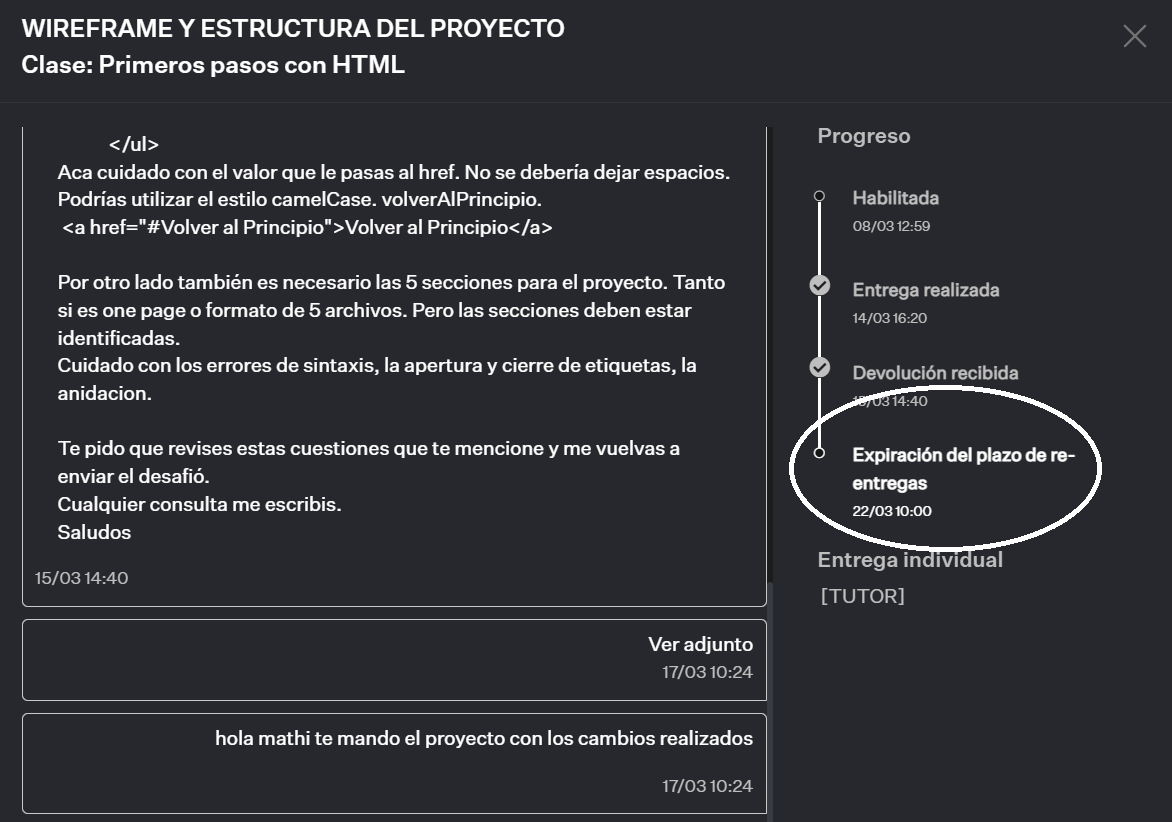 WIREFRAME Y ESTRUCTURA DEL PROYECTO
Clase: Primeros pasos con HTML
</ul>
Aca cuidado con el valor que le pasas al href. No se debería dejar espacios.
Podrías utilizar el estilo camelCase. volverAlPrincipio.
<a href="#Volver al Principio">Volver al Principio</a>
Por otro lado también es necesario las 5 secciones para el proyecto. Tanto
si es one page o formato de 5 archivos. Pero las secciones deben estar
identificadas.
Cuidado con los errores de sintaxis, la apertura y cierre de etiquetas, la
anidacion.
Te pido que revises estas cuestiones que te mencione y me vuelvas a
enviar el desafió.
Cualquier consulta me escribis.
Saludos
15/03 14:40
Ver adjunto
17/03 10:24
hola mathi te mando el proyecto con los cambios realizados
17/03 10:24
Progreso
Habilitada
08/03 12:59
Entrega realizada
14/03 16:20
Devolución recibida
15/03 14:40
Expiración del plazo de re-
entregas
22/03 10:00
Entrega individual
[TUTOR]